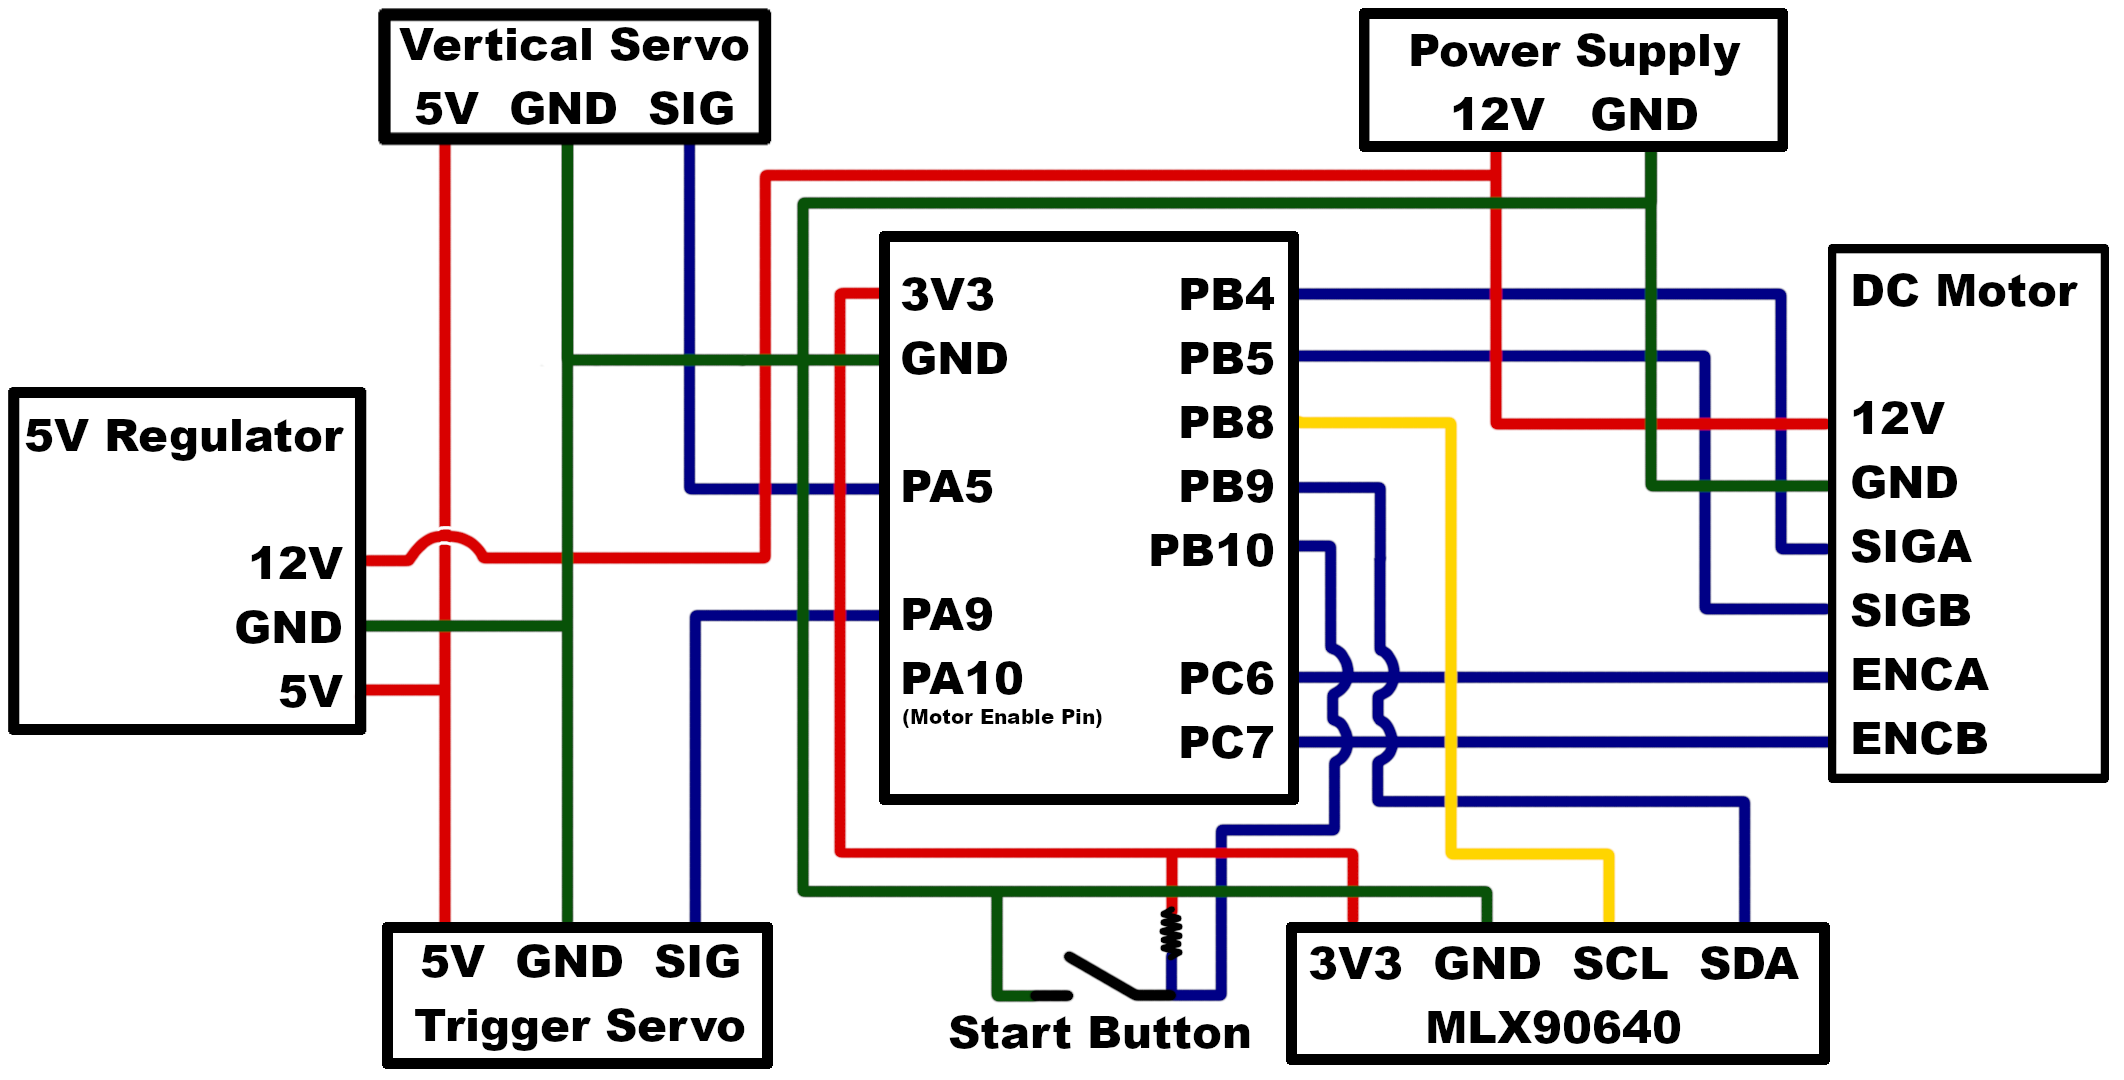 Vertical Servo
5V GND SIG
Power Supply
12V GND
5V Regulator
12V
GND
5V
3V3
GND
PA5
PA9
PA10
(Motor Enable Pin)
PB4
PB5
PB8
PB9
PB10
PC6
PC7
DC Motor
12V
GND
SIGA
SIGB
ENCA
ENCB
5V GND SIG
Trigger Servo
Start Button
3V3 GND SCL SDA
MLX90640